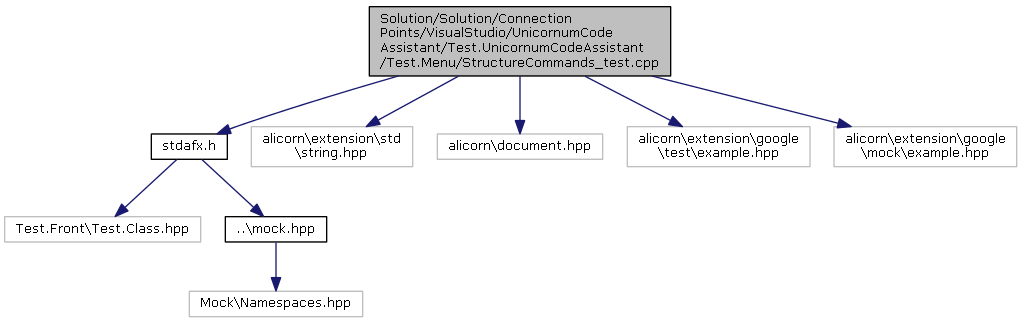 Solution/Solution/Connection
Points/VisualStudio/UnicornumCode
Assistant/Test.UnicornumCodeAssistant
/Test.Menu/StructureCommands_test.cpp
stdafx.h
alicorn\extension\std
\string.hpp
alicorn\document.hpp
alicorn\extension\google
\test\example.hpp
alicorn\extension\google
\mock\example.hpp
Test.Front\Test.Class.hpp
..\mock.hpp
Mock\Namespaces.hpp